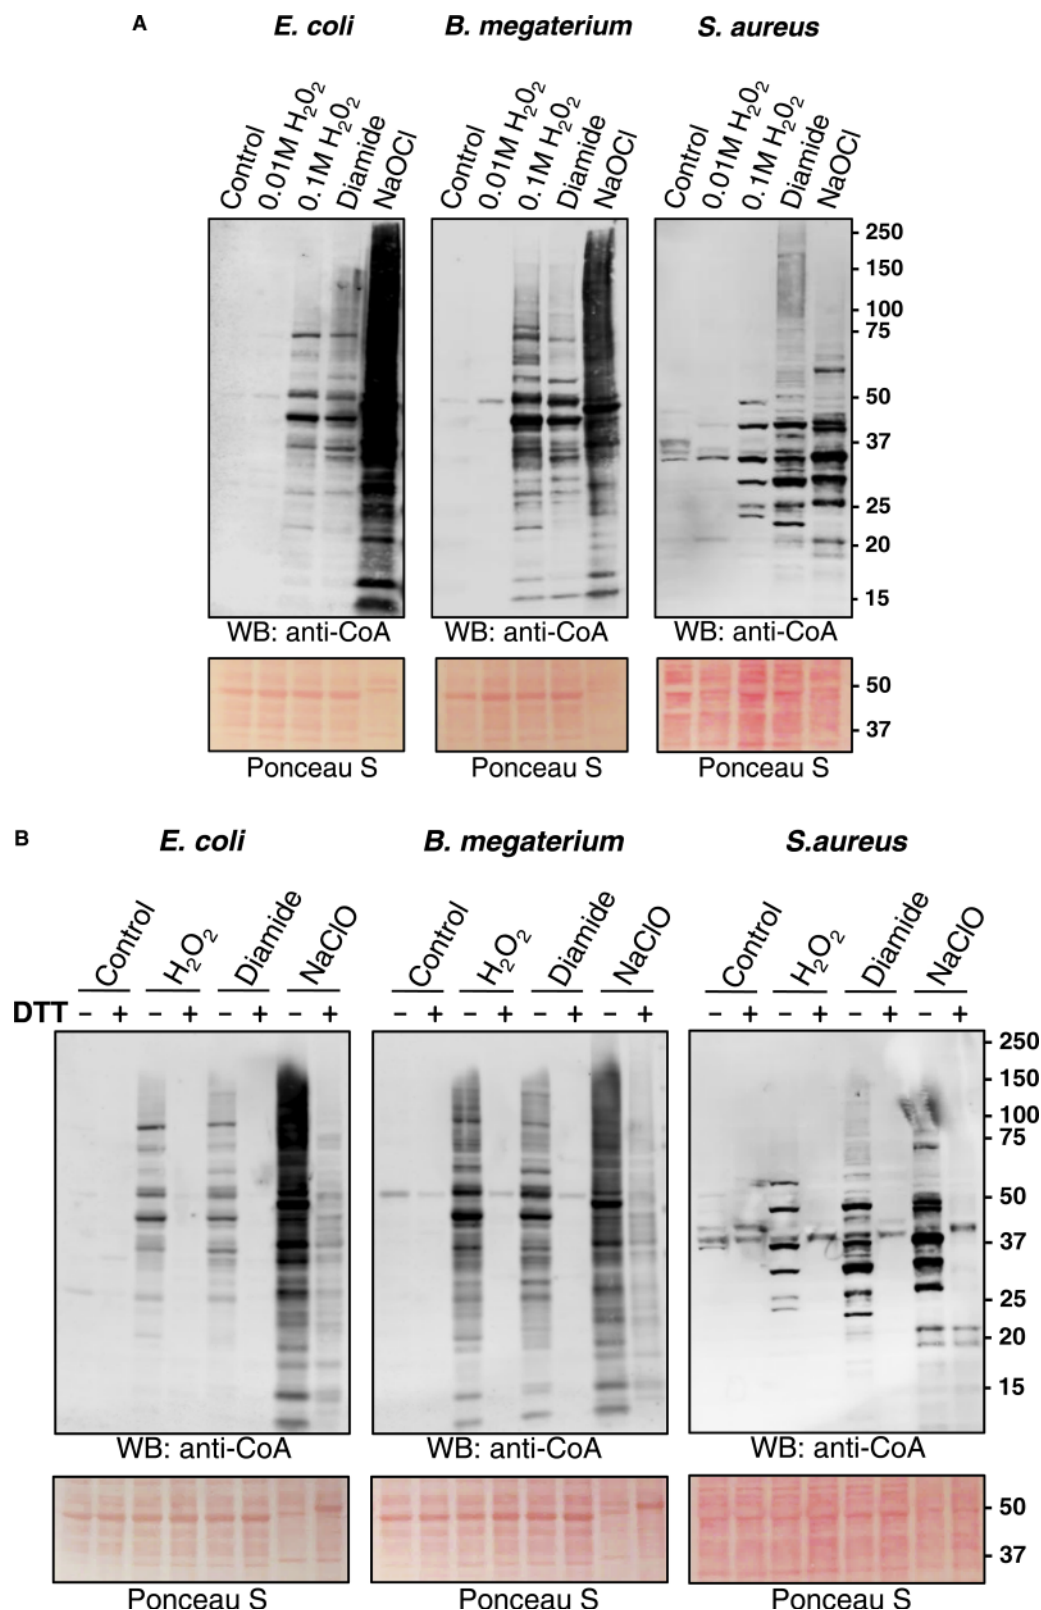 A
E. coli B. megaterium S. aureus
Control 0.01M H2O2 0.1M H2O2 Diamide NaOCl Control 0.01M H2O2 0.1M H2O2 Diamide NaOCl Control 0.01M H2O2 0.1M H2O2 Diamide NaOCl
250
150
100
75
50
37
25
20
15
WB: anti-CoA WB: anti-CoA WB: anti-CoA
50
37
Ponceau S Ponceau S Ponceau S
B
E. coli B. megaterium S.aureus
Control H2O2 Diamide NaClO Control H2O2 Diamide NaClO Control H2O2 Diamide NaClO
DTT − + − + − + − + − + − + − + − + − + − + − + − +
250
150
100
75
50
37
25
20
15
WB: anti-CoA WB: anti-CoA WB: anti-CoA
50
37
Ponceau S Ponceau S Ponceau S